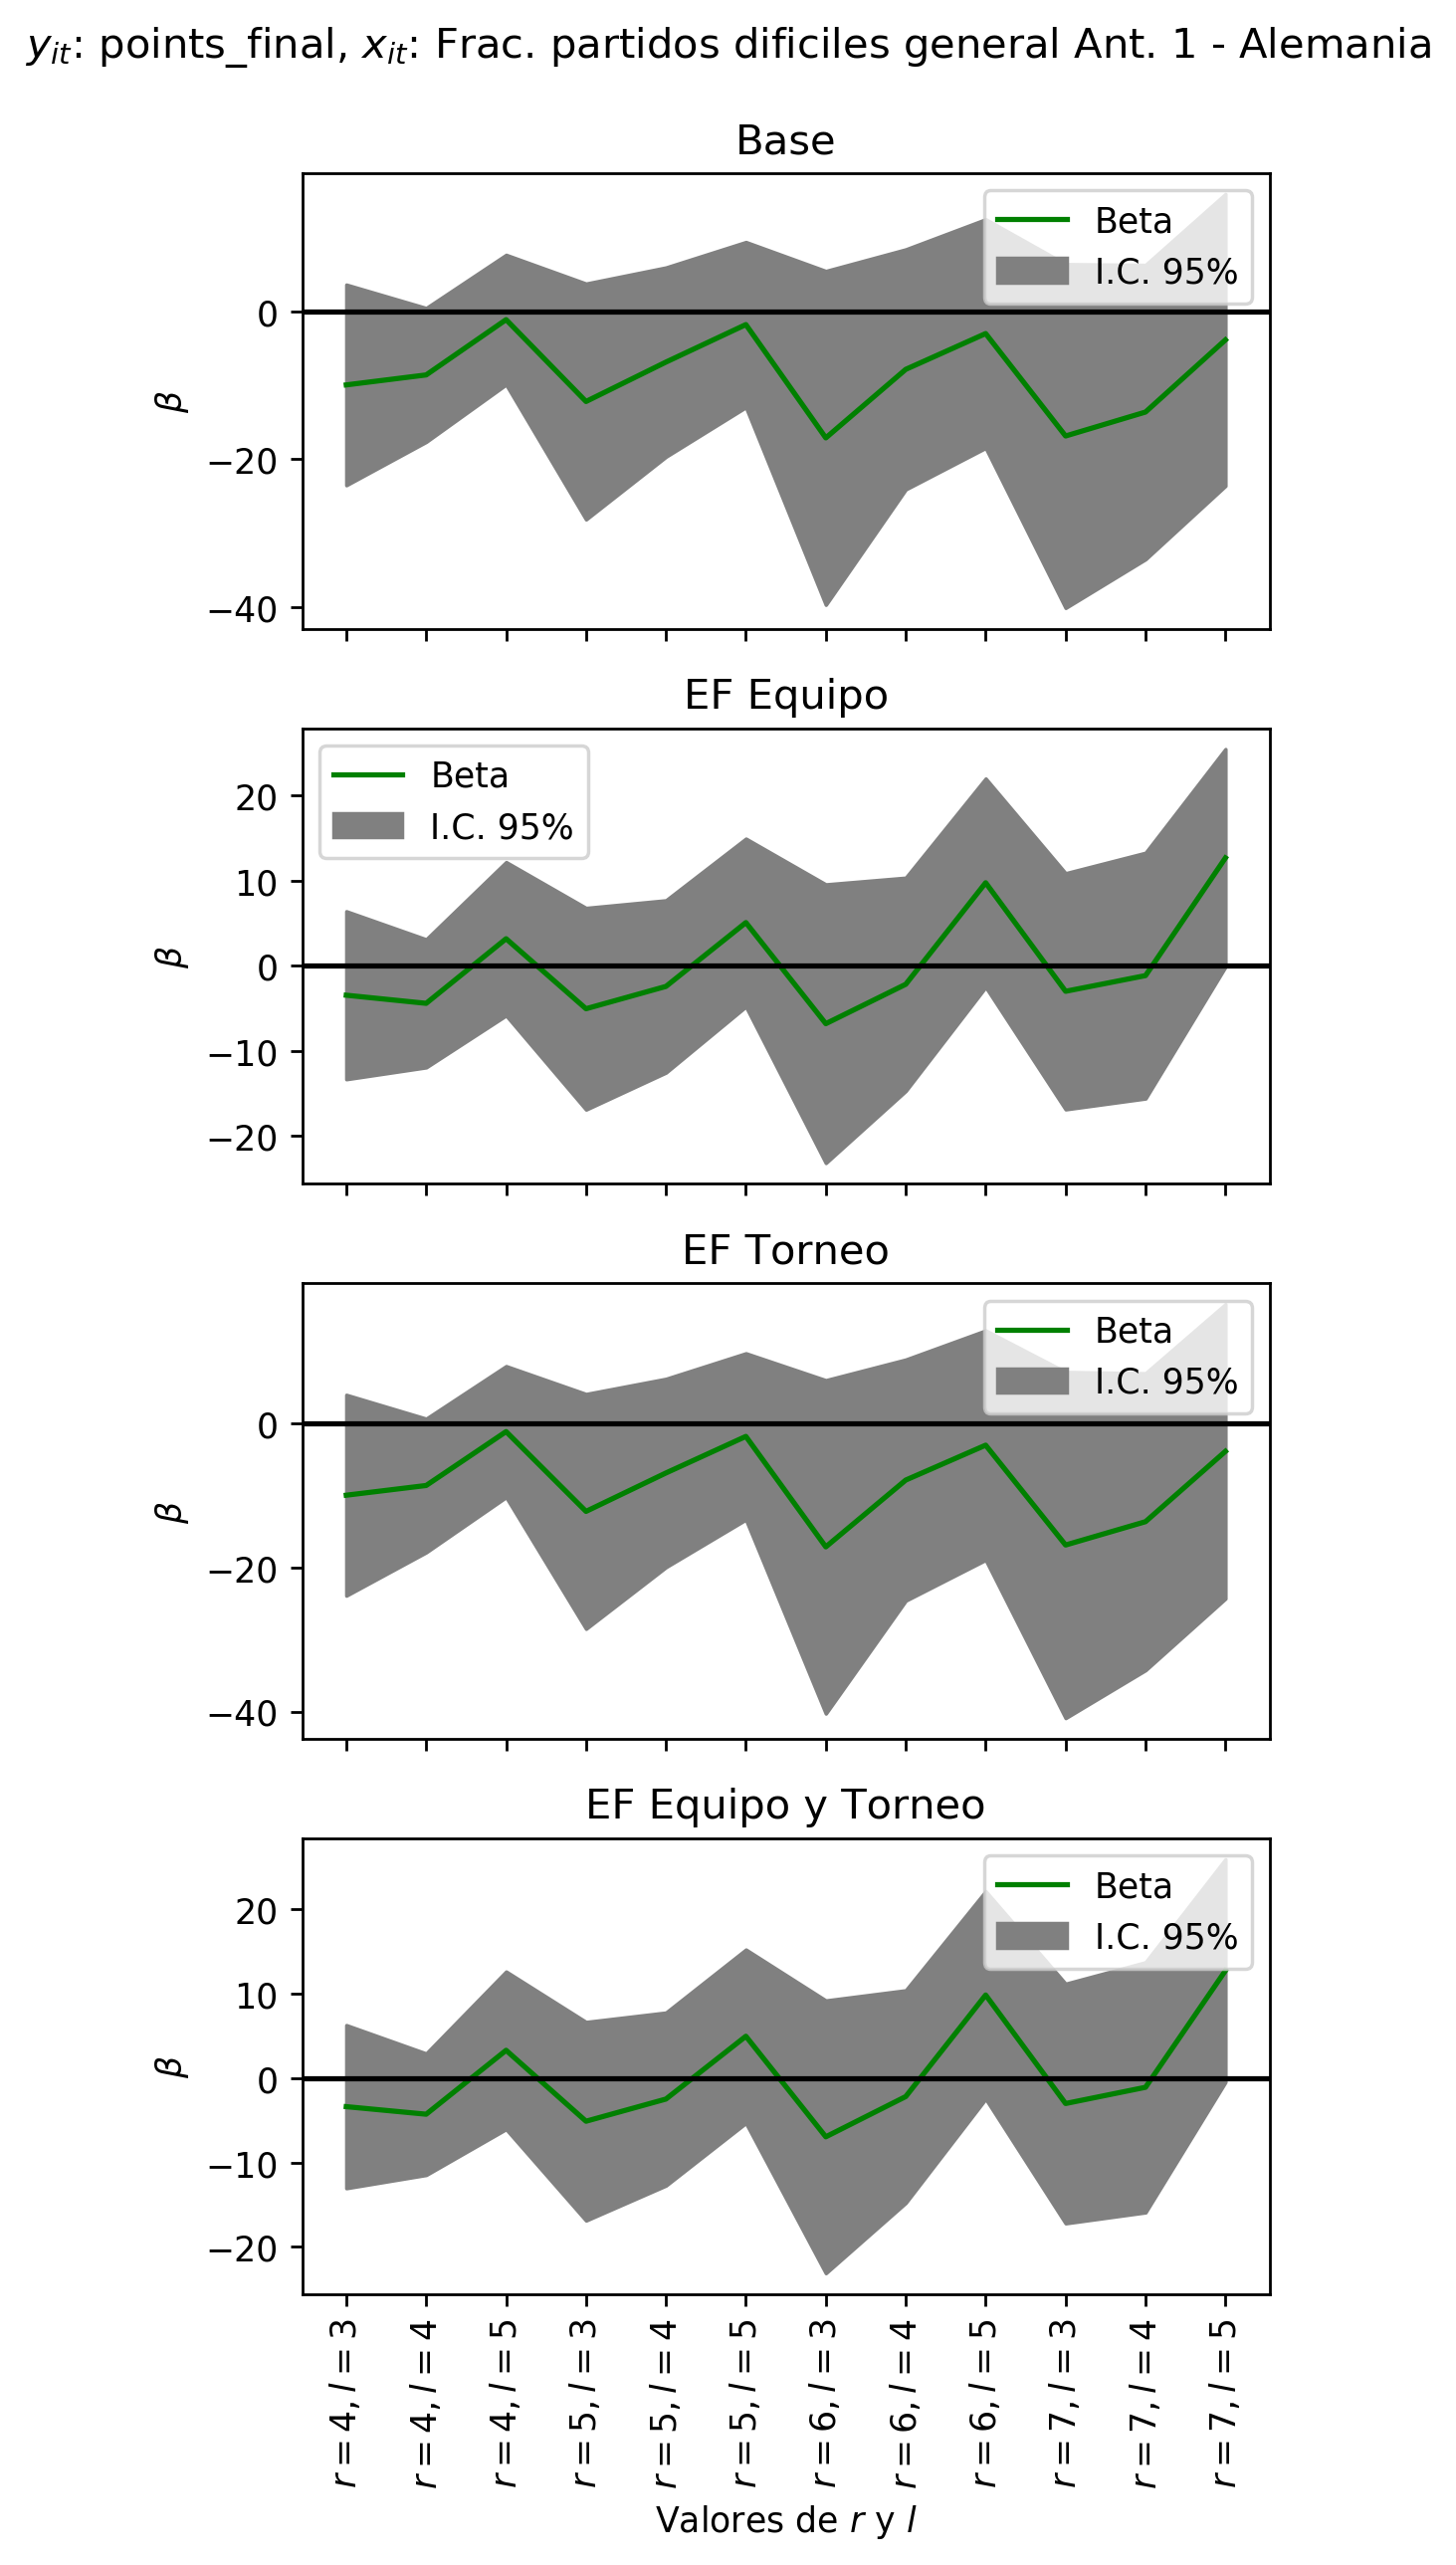 y_it: points_final, x_it: Frac. partidos dificiles general Ant. 1 - Alemania
Base
Beta
I.C. 95%
0
−20
−40
β
EF Equipo
Beta
I.C. 95%
20
10
0
−10
−20
β
EF Torneo
Beta
I.C. 95%
0
−20
−40
β
EF Equipo y Torneo
Beta
I.C. 95%
20
10
0
−10
−20
β
r = 4, l = 3
r = 4, l = 4
r = 4, l = 5
r = 5, l = 3
r = 5, l = 4
r = 5, l = 5
r = 6, l = 3
r = 6, l = 4
r = 6, l = 5
r = 7, l = 3
r = 7, l = 4
r = 7, l = 5
Valores de r y l